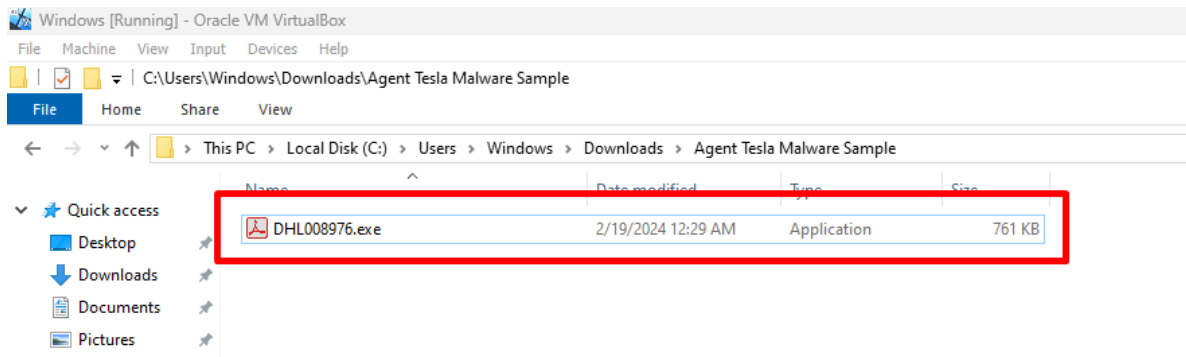 Windows [Running] - Oracle VM VirtualBox
File Machine View Input Devices Help
C:\Users\Windows\Downloads\Agent Tesla Malware Sample
File Home Share View
This PC > Local Disk (C:) > Users > Windows > Downloads > Agent Tesla Malware Sample
Name Date modified Type Size
Quick access
DHL008976.exe 2/19/2024 12:29 AM Application 761 KB
Desktop
Downloads
Documents
Pictures